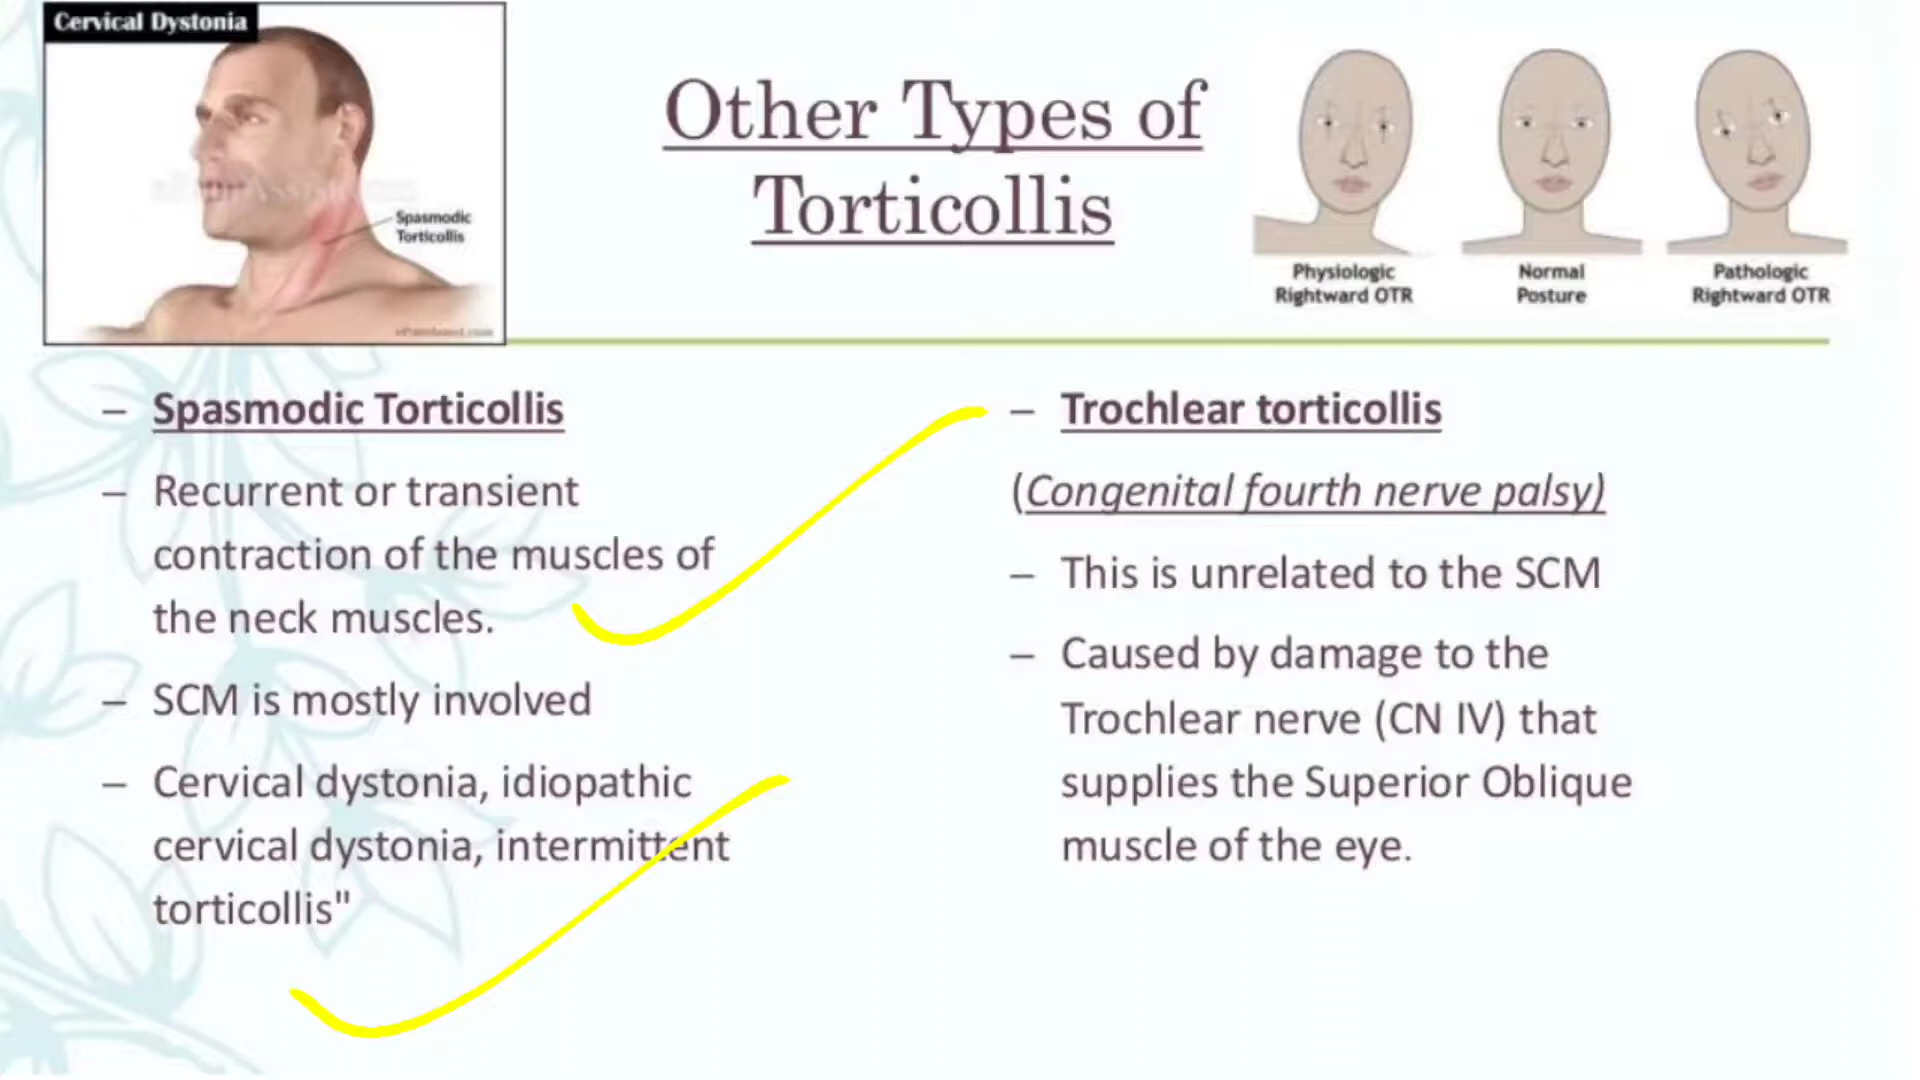 Cervical Dystonia
Spasmodic
Torticollis
Other Types of
Torticollis
Physiologic
Rightward OTR
Normal
Posture
Pathologic
Rightward OTR
– Spasmodic Torticollis
– Recurrent or transient
contraction of the muscles of
the neck muscles.
– SCM is mostly involved
– Cervical dystonia, idiopathic
cervical dystonia, intermittent
torticollis"
– Trochlear torticollis
(Congenital fourth nerve palsy)
– This is unrelated to the SCM
– Caused by damage to the
Trochlear nerve (CN IV) that
supplies the Superior Oblique
muscle of the eye.